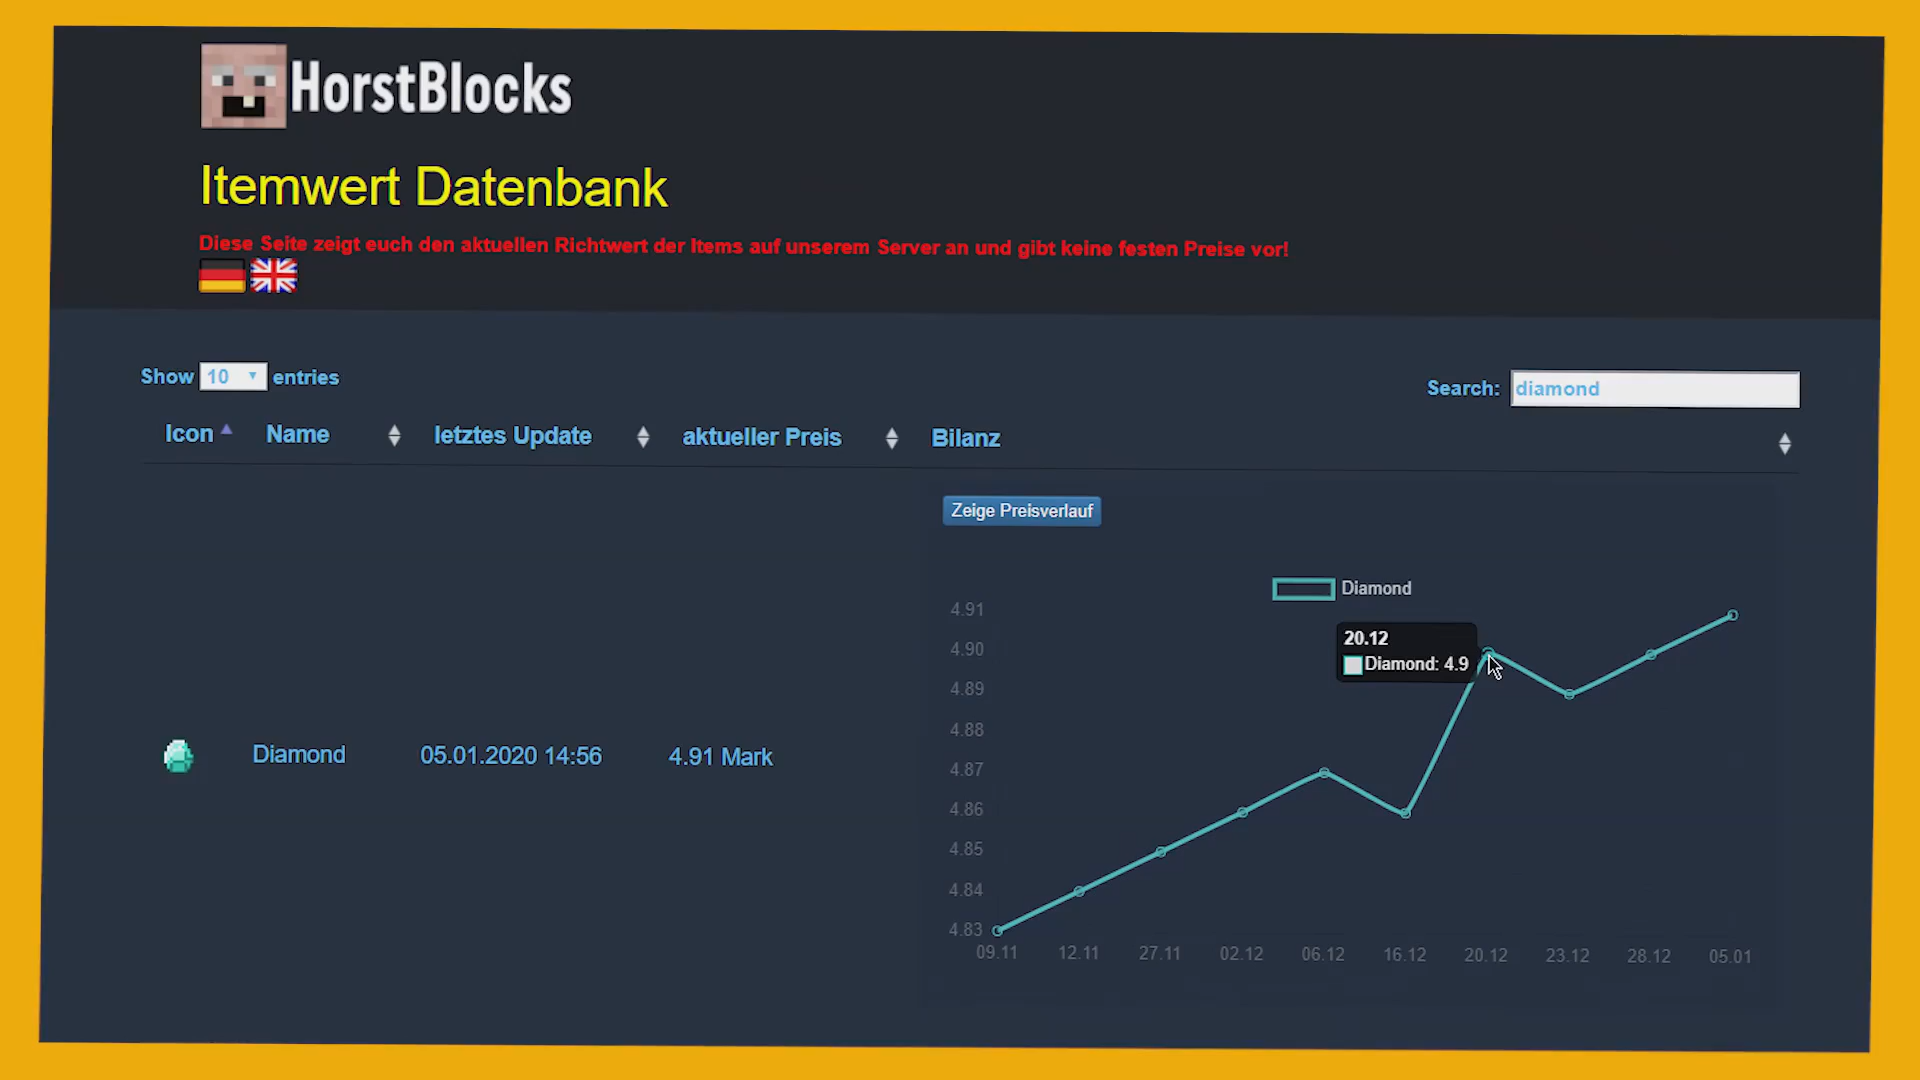 HorstBlocks
Itemwert Datenbank
Diese Seite zeigt euch den aktuellen Richtwert der Items auf unserem Server an und gibt keine festen Preise vor!
Show 10 entries
Search: diamond
Icon Name letztes Update aktueller Preis Bilanz
Zeige Preisverlauf
Diamond
4.91
20.12
Diamond: 4.9
4.90
4.89
4.88
4.87
4.86
4.85
4.84
4.83
Diamond 05.01.2020 14:56 4.91 Mark
09.11 12.11 27.11 02.12 06.12 16.12 20.12 23.12 28.12 05.01